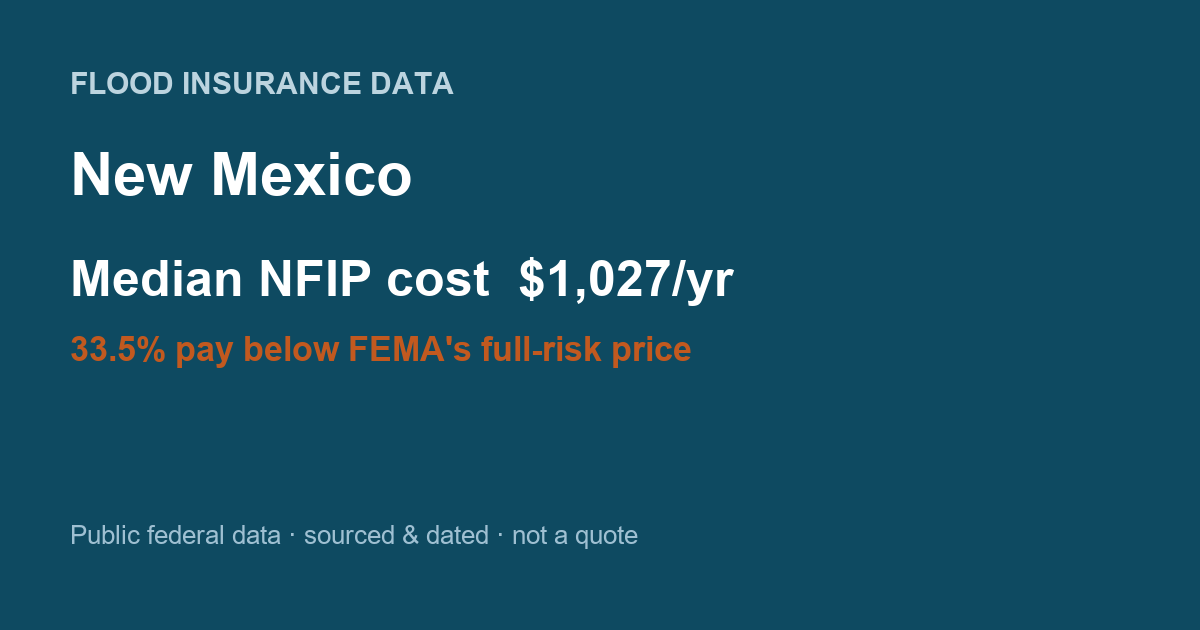 FLOOD INSURANCE DATA
New Mexico
Median NFIP cost  $1,027/yr
33.5% pay below FEMA's full-risk price
Public federal data · sourced & dated · not a quote